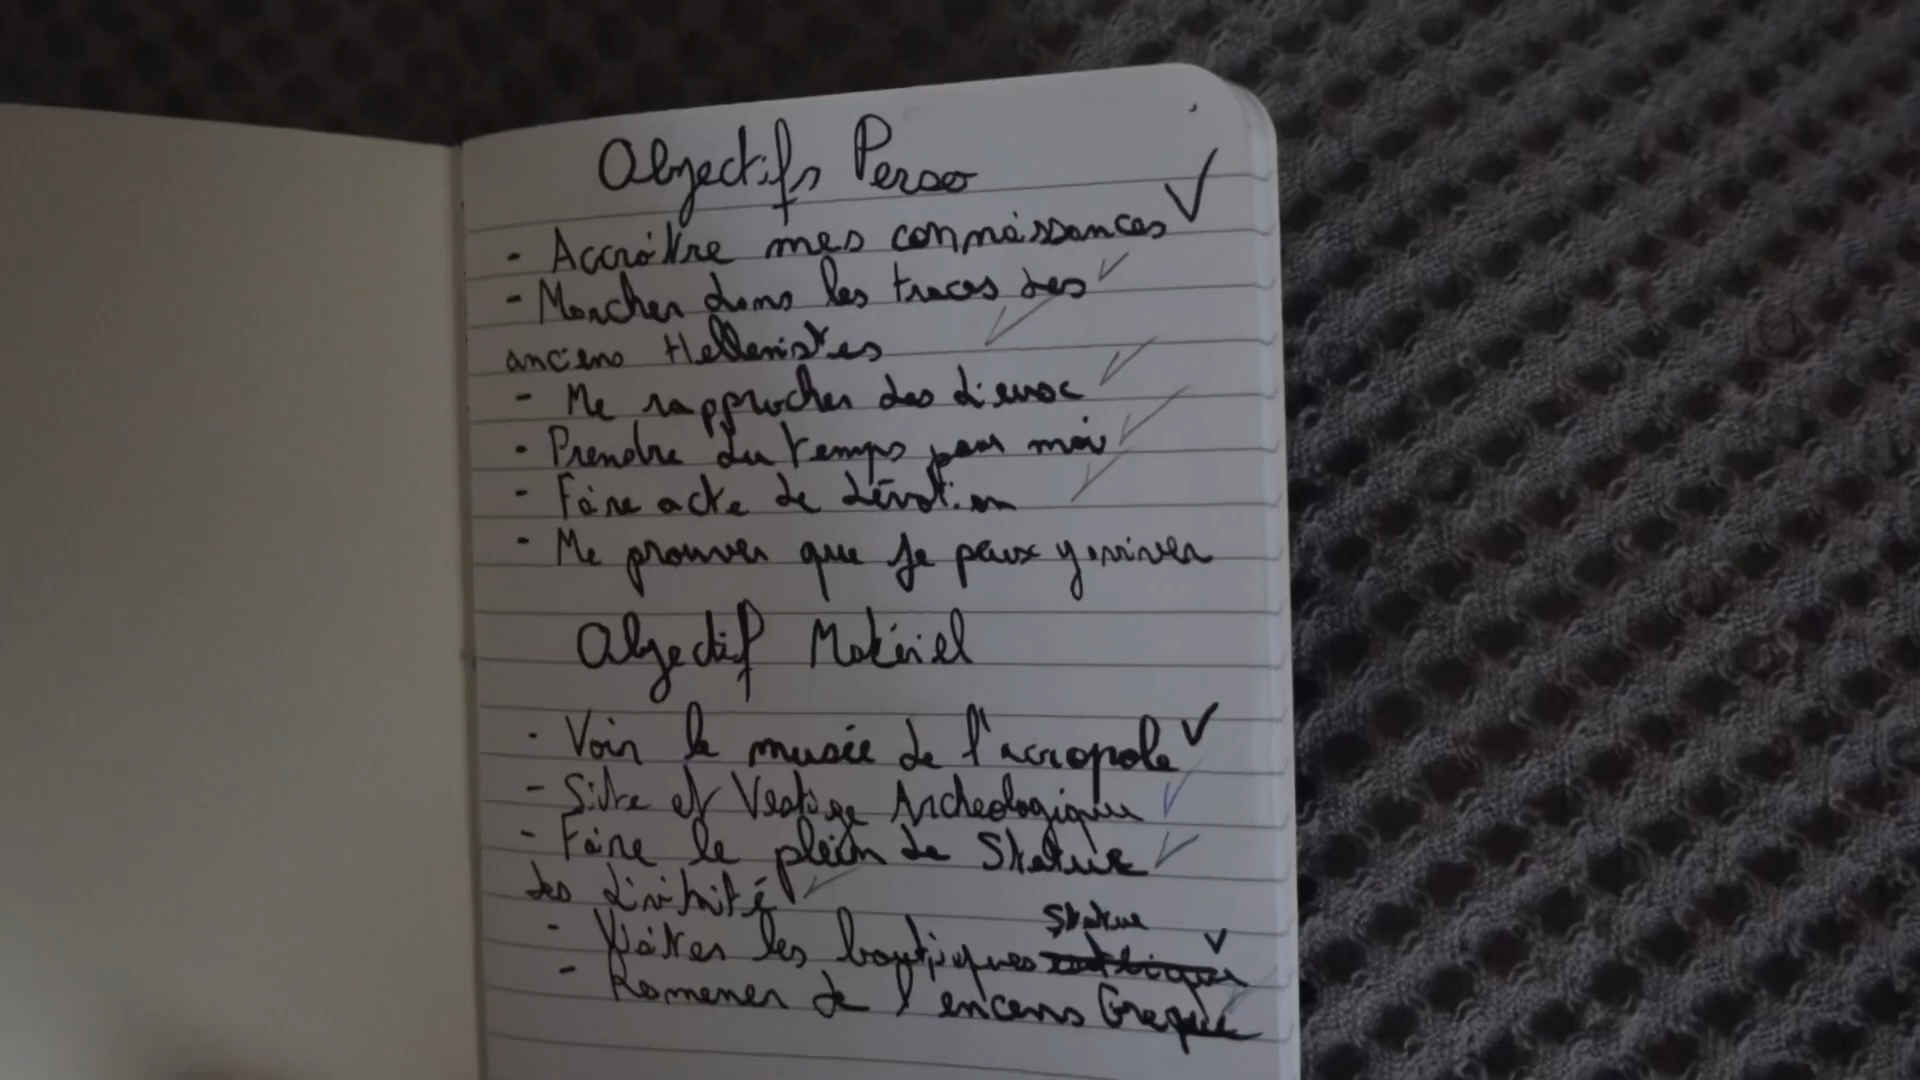 Objectifs Perso
- Accroître mes connaissances
- Marcher dans les traces des
anciens Hellenistes
- Me rapprocher des dieux
- Prendre du temps pour moi
- Faire acte de dévotion
- Me prouver que je peux y arriver
Objectif Matériel
- Voir le musée de l'acropole
- Sitre et Vestige Archeologique
- Faire le plein de Statue
des divinité
Statue
- Visiter les boutiques
- Ramener de l'encens Greque